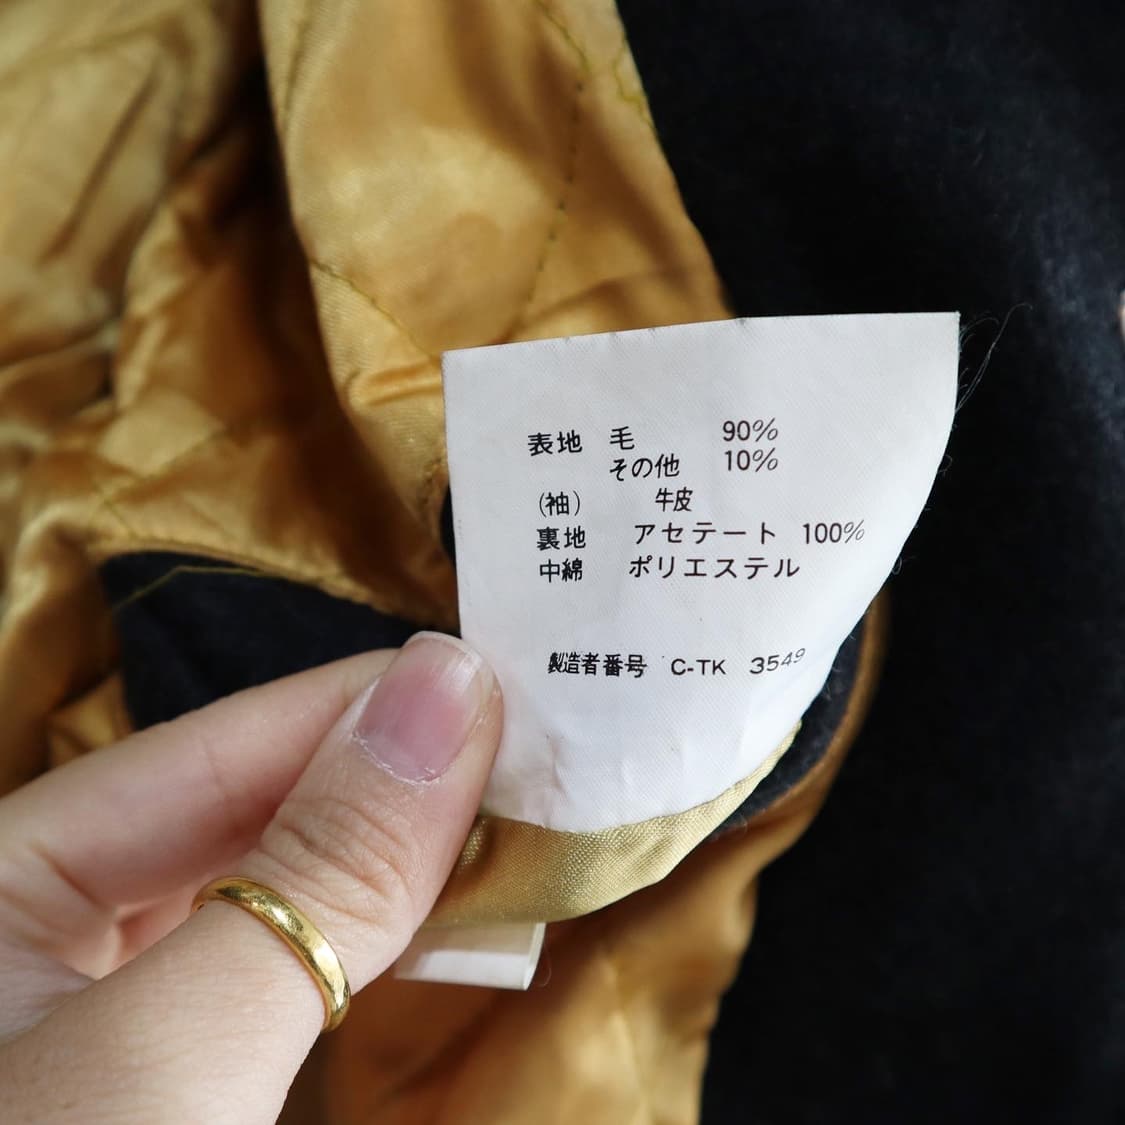 表地 毛 90%
その他 10%
(袖) 牛皮
裏地 アセテート 100%
中綿 ポリエステル
製造者番号 C-TK 3549